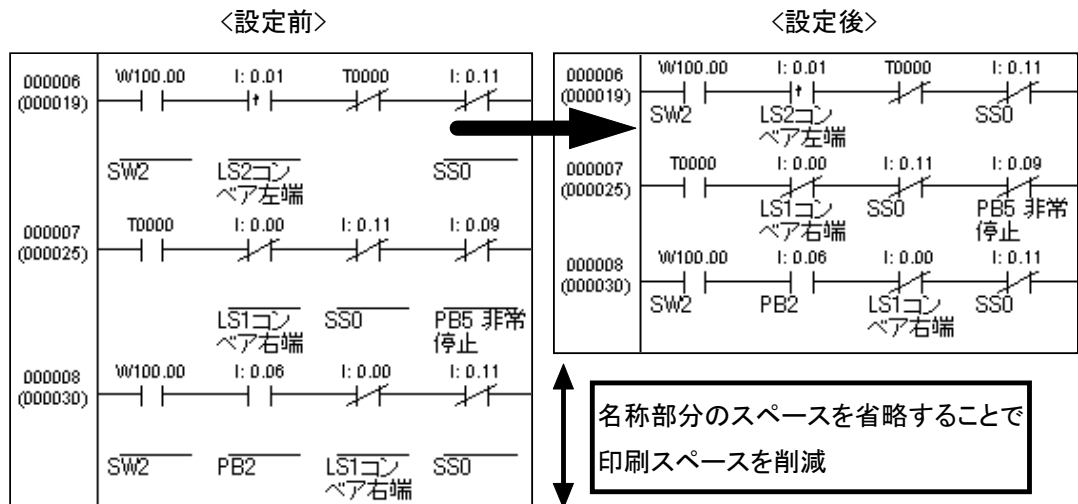 〈設定前〉
000006
(000019)
W100.00 I: 0.01 T0000 I: 0.11
SW2 LS2コン SS0
ベア左端
000007
(000025)
T0000 I: 0.00 I: 0.11 I: 0.09
LS1コン SS0 PB5 非常
ベア右端 停止
000008
(000030)
W100.00 I: 0.06 I: 0.00 I: 0.11
SW2 PB2 LS1コン SS0
ベア右端
〈設定後〉
000006
(000019)
W100.00 I: 0.01 T0000 I: 0.11
SW2 LS2コン SS0
ベア左端
000007
(000025)
T0000 I: 0.00 I: 0.11 I: 0.09
LS1コン SS0 PB5 非常
ベア右端 停止
000008
(000030)
W100.00 I: 0.06 I: 0.00 I: 0.11
SW2 PB2 LS1コン SS0
ベア右端
名称部分のスペースを省略することで
印刷スペースを削減